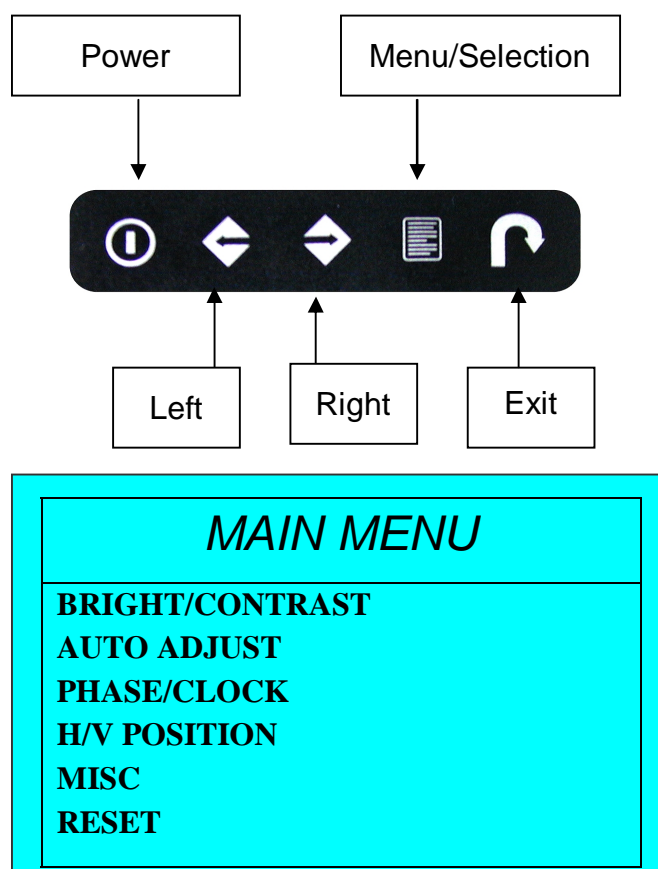 Power
Menu/Selection
Left
Right
Exit
MAIN MENU
BRIGHT/CONTRAST
AUTO ADJUST
PHASE/CLOCK
H/V POSITION
MISC
RESET